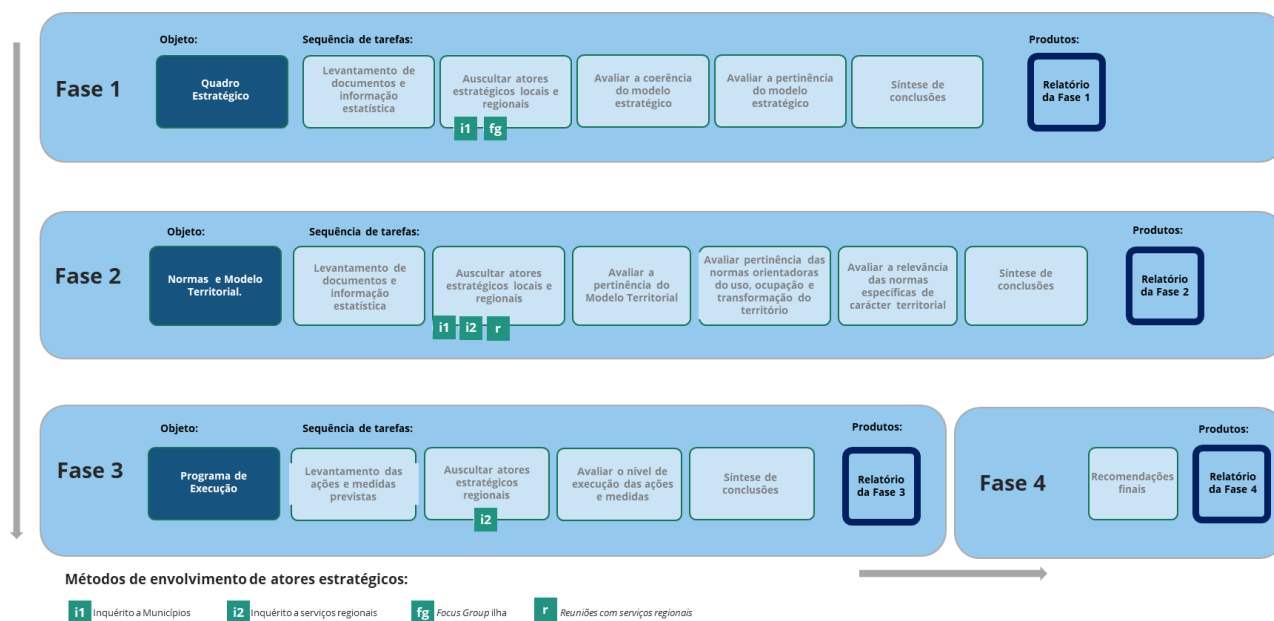 Objeto:
Sequência de tarefas:
Produtos:
Fase 1
Quadro
Estratégico
Levantamento de
documentos e
informação
estatística
Auscultar atores
estratégicos locais e
regionais
i1
fg
Avaliar a coerência
do modelo
estratégico
Avaliar a pertinência
do modelo
estratégico
Síntese de
conclusões
Relatório
da Fase 1
Objeto:
Sequência de tarefas:
Produtos:
Fase 2
Normas e Modelo
Territorial.
Levantamento de
documentos e
informação
estatística
Auscultar atores
estratégicos locais e
regionais
i1
i2
r
Avaliar a
pertinência do
Modelo Territorial
Avaliar pertinência das
normas orientadoras
do uso, ocupação e
transformação do
território
Avaliar a relevância
das normas
específicas de
carácter territorial
Síntese de
conclusões
Relatório
da Fase 2
Objeto:
Sequência de tarefas:
Produtos:
Fase 3
Programa de
Execução
Levantamento das
ações e medidas
previstas
Auscultar atores
estratégicos
regionais
i2
Avaliar o nível de
execução das ações
e medidas
Síntese de
conclusões
Relatório
da Fase 3
Produtos:
Fase 4
Recomendações
finais
Relatório
da Fase 4
Métodos de envolvimento de atores estratégicos:
i1 Inquérito a Municípios
i2 Inquérito a serviços regionais
fg Focus Group ilha
r Reuniões com serviços regionais